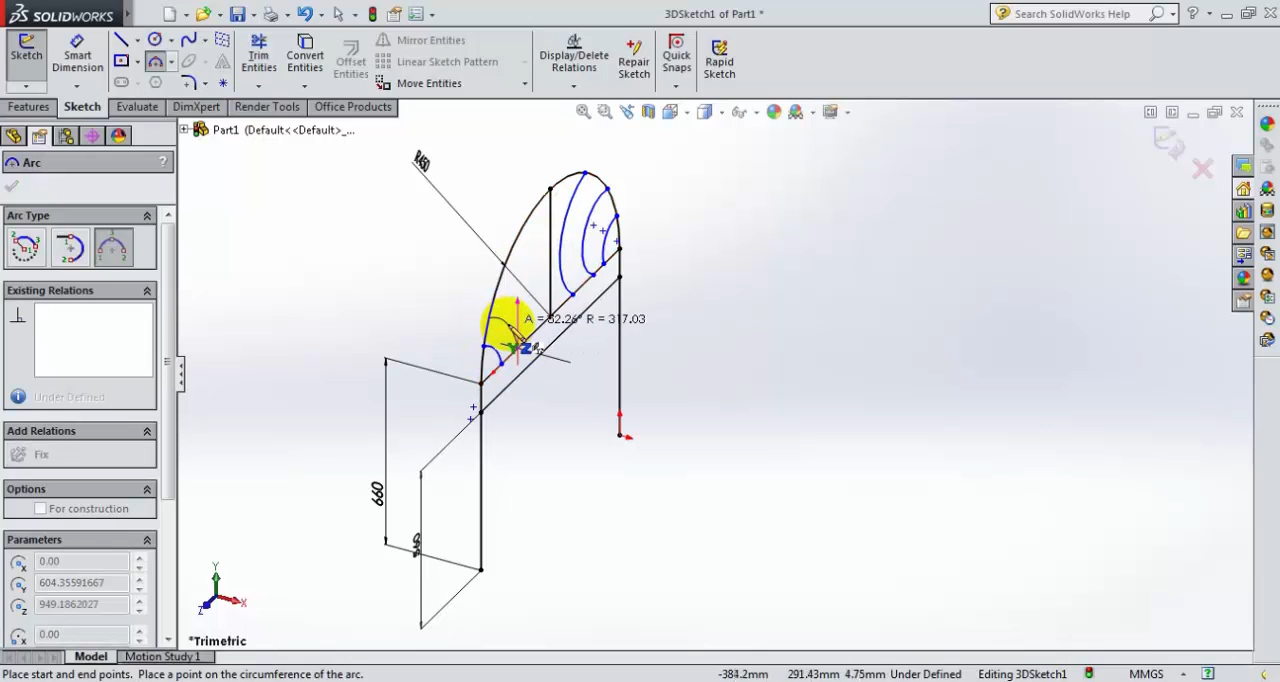 SOLIDWORKS
3DSketch1 of Part1 *
Search SolidWorks Help
Sketch
Smart
Dimension
Trim
Entities
Convert
Entities
Offset
Entities
Mirror Entities
Linear Sketch Pattern
Move Entities
Display/Delete
Relations
Repair
Sketch
Quick
Snaps
Rapid
Sketch
Features
Sketch
Evaluate
DimXpert
Render Tools
Office Products
Part1 (Default<<Default>_...
Arc
?
Arc Type
Existing Relations
Under Defined
Add Relations
Fix
Options
For construction
Parameters
0.00
604.35591667
949.1862027
0.00
R450
A = 52.26° R = 317.03
660
Y
X
Z
*Trimetric
Model
Motion Study 1
Place start and end points. Place a point on the circumference of the arc.
-384.2mm
291.43mm
4.75mm
Under Defined
Editing 3DSketch1
MMGS